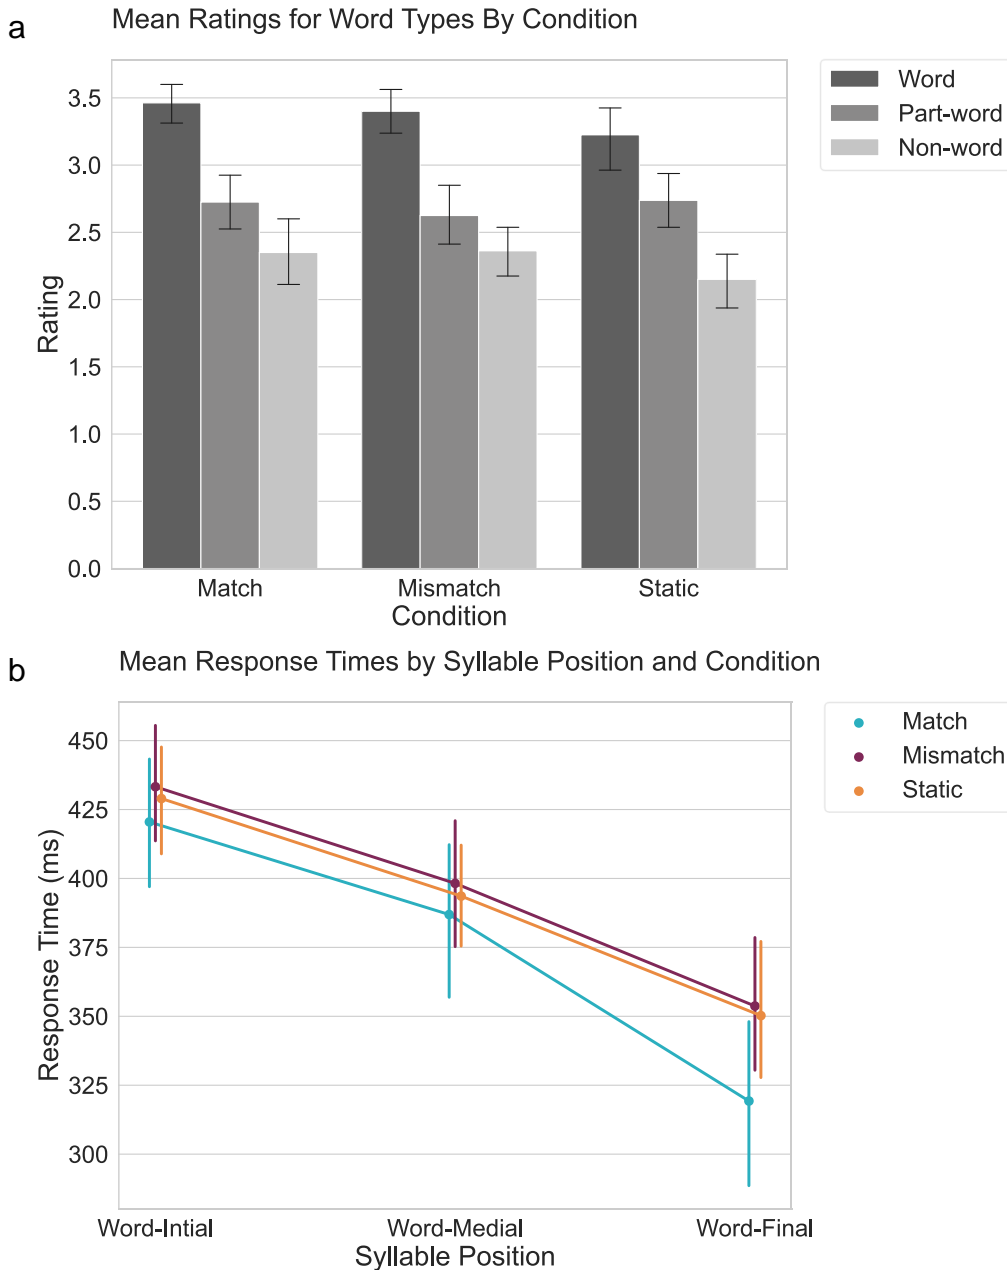 a
Mean Ratings for Word Types By Condition
Word
Part-word
Non-word
3.5
3.0
2.5
2.0
1.5
1.0
0.5
0.0
Rating
Match Mismatch Static
Condition
b
Mean Response Times by Syllable Position and Condition
Match
Mismatch
Static
450
425
400
375
350
325
300
Response Time (ms)
Word-Intial Word-Medial Word-Final
Syllable Position